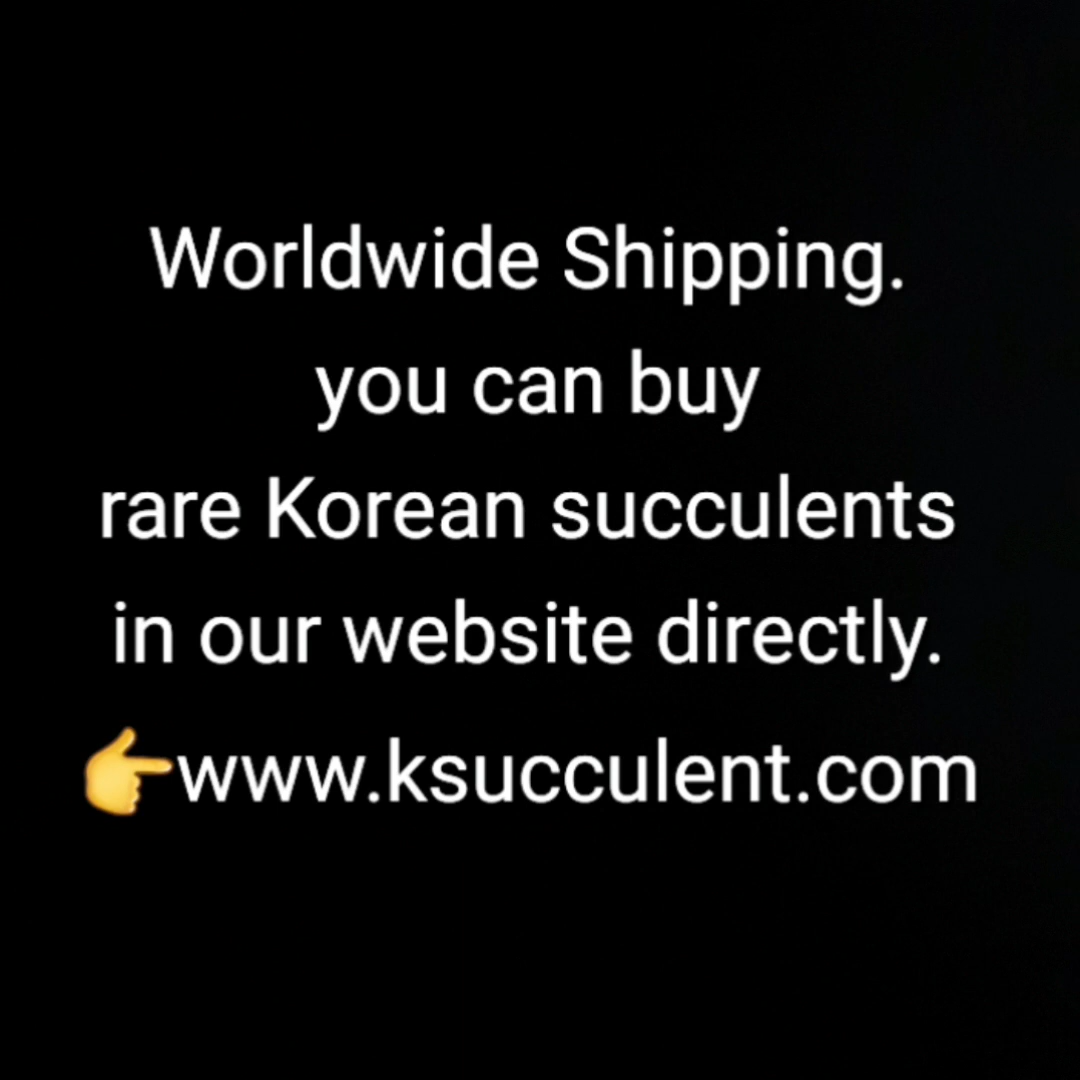 Worldwide Shipping.
you can buy
rare Korean succulents
in our website directly.
👉www.ksucculent.com